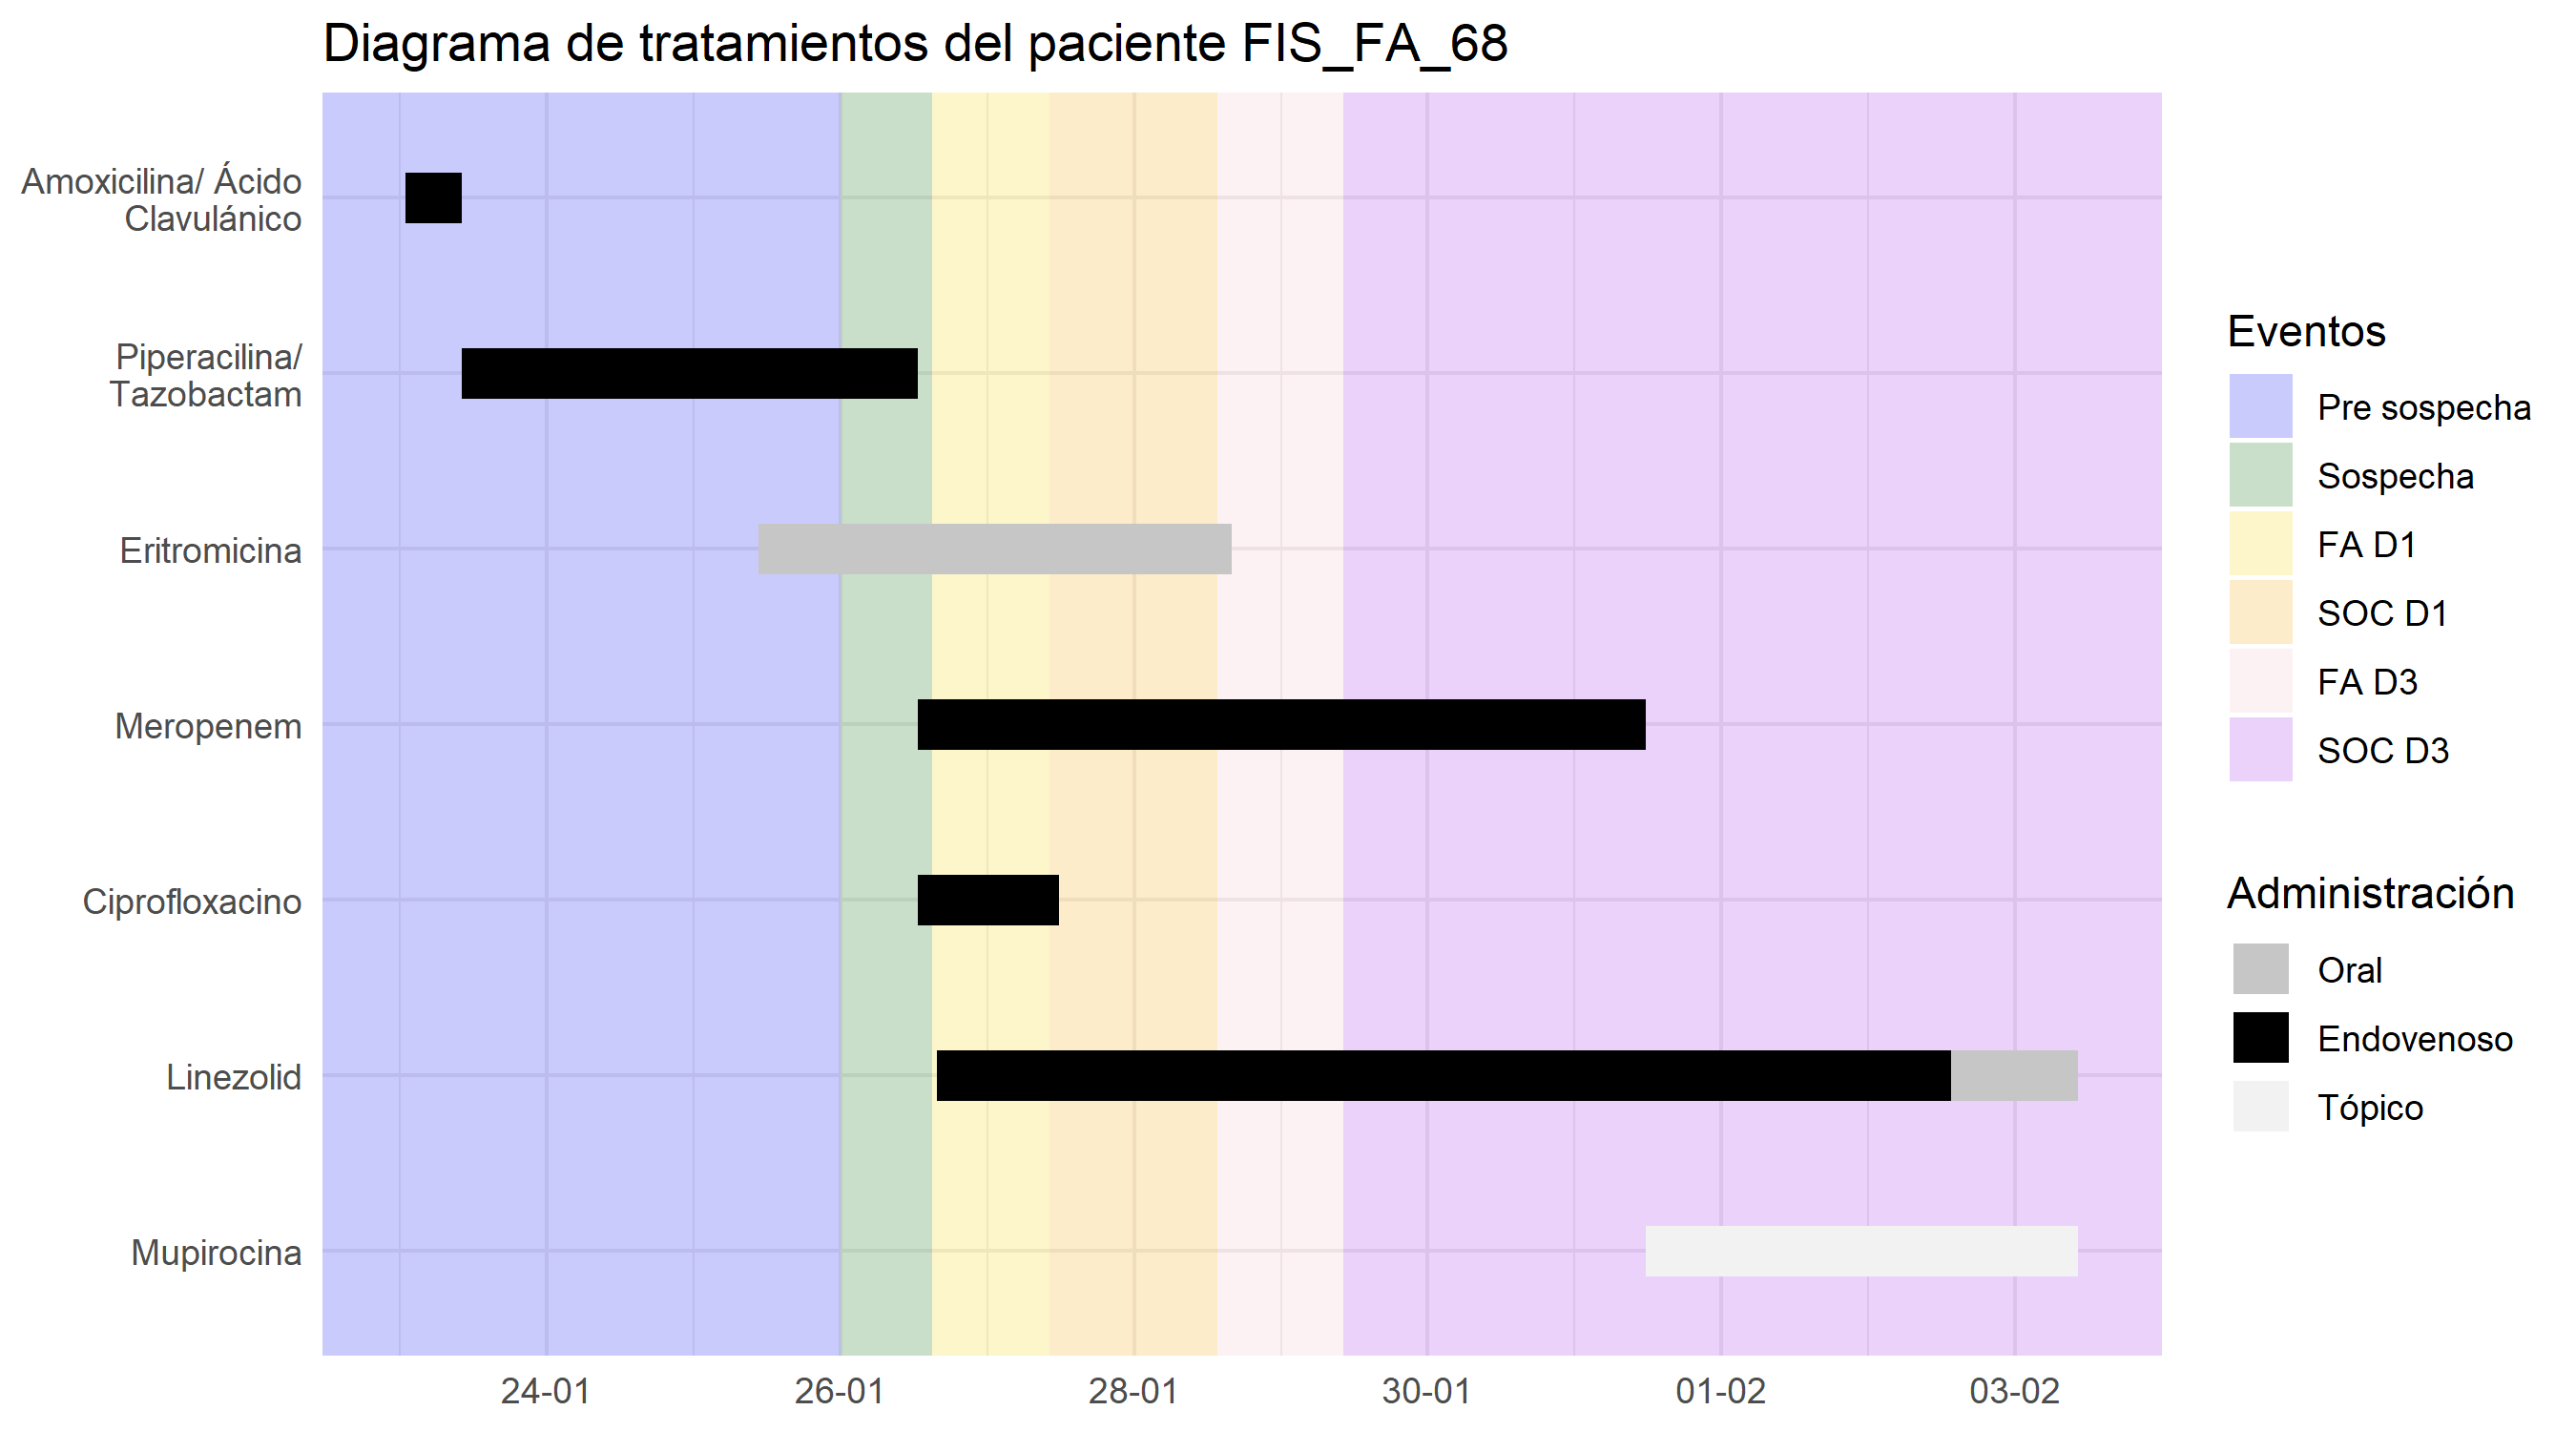 Diagrama de tratamientos del paciente FIS_FA_68
Amoxicilina/ Ácido
Clavulánico
Piperacilina/
Tazobactam
Eritromicina
Meropenem
Ciprofloxacino
Linezolid
Mupirocina
24-01
26-01
28-01
30-01
01-02
03-02
Eventos
Pre sospecha
Sospecha
FA D1
SOC D1
FA D3
SOC D3
Administración
Oral
Endovenoso
Tópico